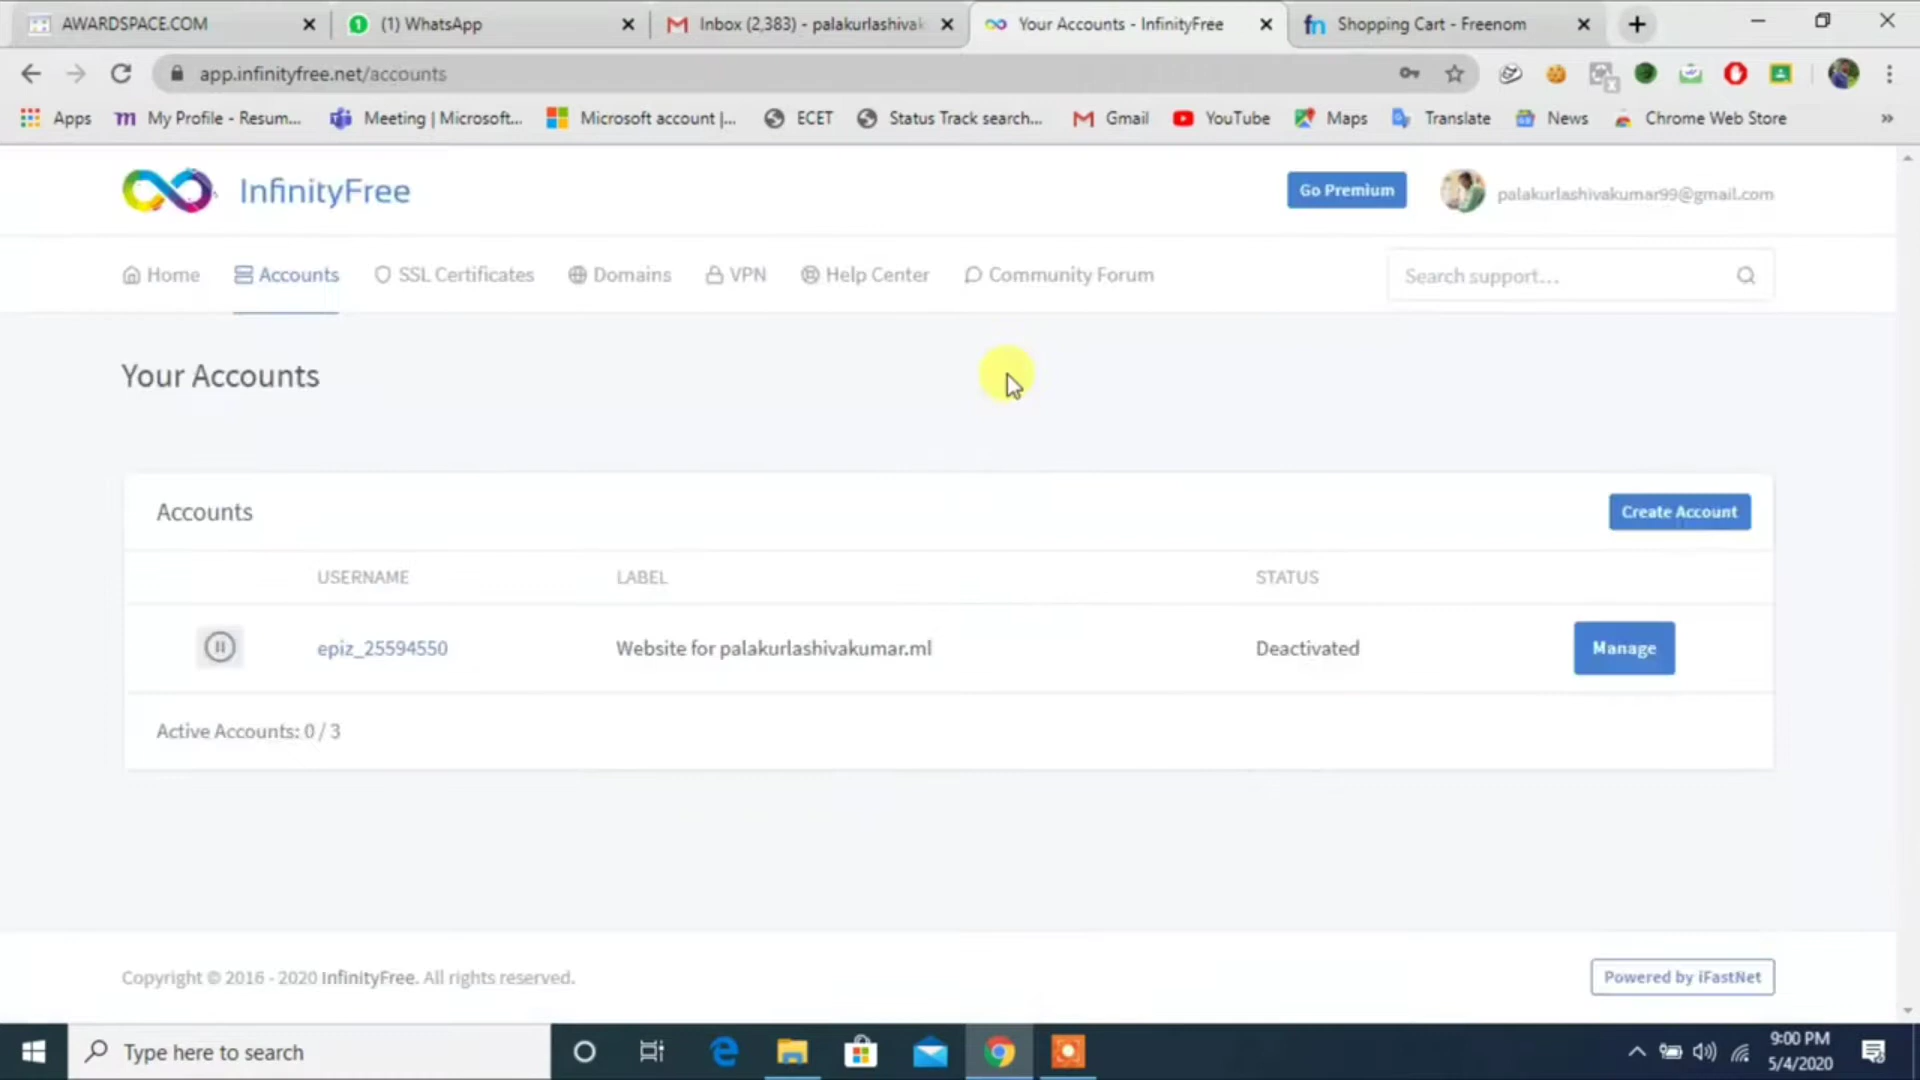 AWARDSPACE.COM
(1) WhatsApp
Inbox (2,383) - palakurlashivak
Your Accounts - InfinityFree
Shopping Cart - Freenom
app.infinityfree.net/accounts
Apps
My Profile - Resum...
Meeting | Microsoft...
Microsoft account |...
ECET
Status Track search...
Gmail
YouTube
Maps
Translate
News
Chrome Web Store
»
InfinityFree
Go Premium
palakurlashivakumar99@gmail.com
Home
Accounts
SSL Certificates
Domains
VPN
Help Center
Community Forum
Search support...
Your Accounts
Accounts
Create Account
USERNAME
LABEL
STATUS
epiz_25594550
Website for palakurlashivakumar.ml
Deactivated
Manage
Active Accounts: 0 / 3
Copyright © 2016 - 2020 InfinityFree. All rights reserved.
Powered by iFastNet
Type here to search
9:00 PM
5/4/2020